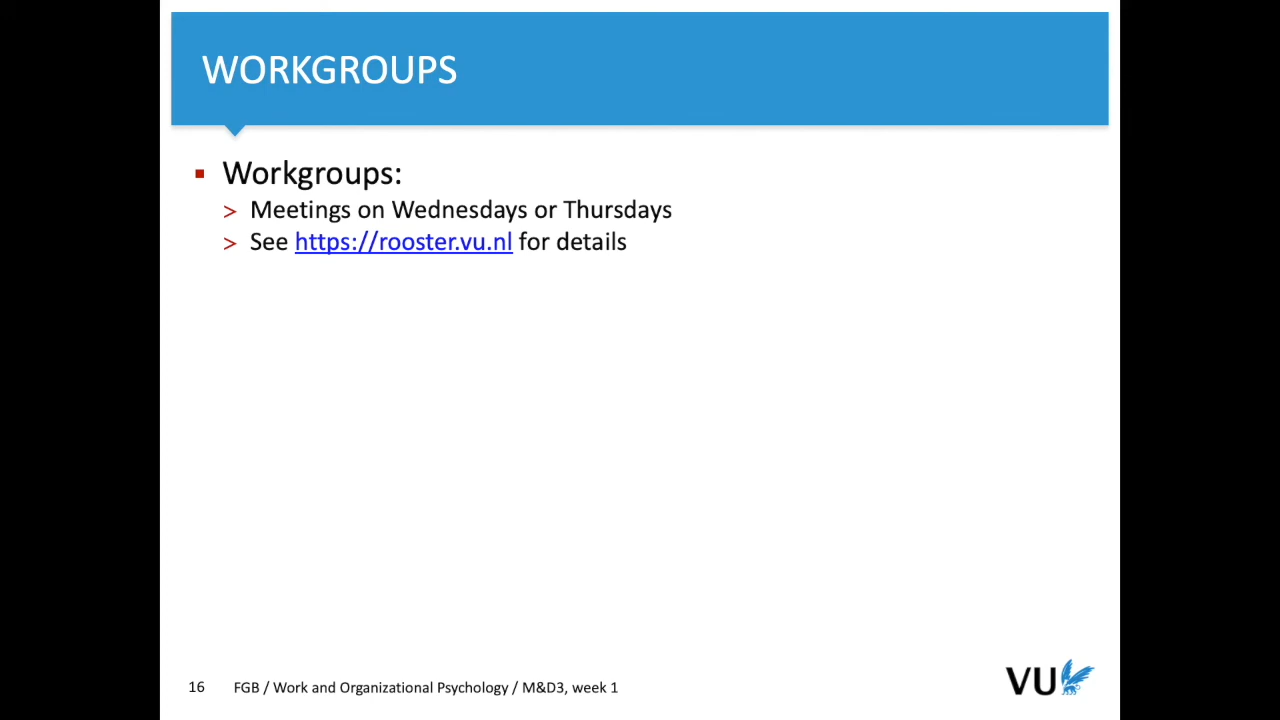 WORKGROUPS
▪ Workgroups:
> Meetings on Wednesdays or Thursdays
> See https://rooster.vu.nl for details
16 FGB / Work and Organizational Psychology / M&D3, week 1
VU